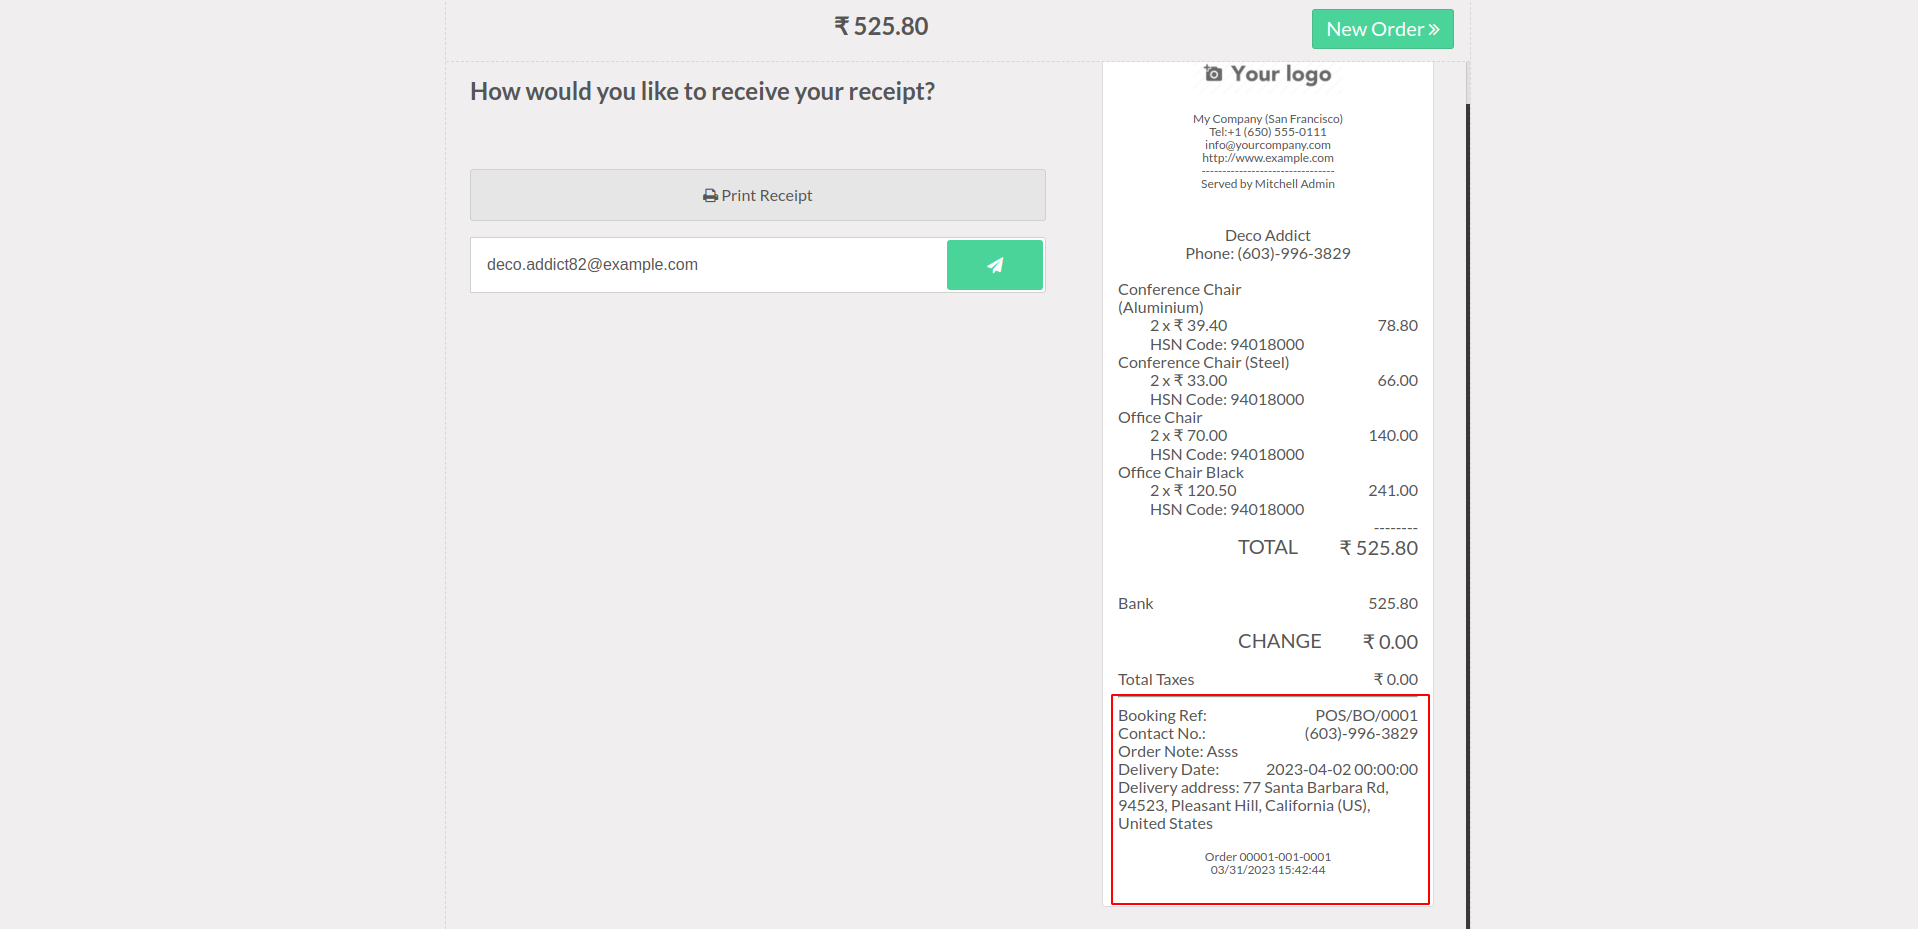 ₹ 525.80
New Order »
How would you like to receive your receipt?
Print Receipt
deco.addict82@example.com
Your logo
My Company (San Francisco)
Tel:+1 (650) 555-0111
info@yourcompany.com
http://www.example.com
--------------------------------
Served by Mitchell Admin
Deco Addict
Phone: (603)-996-3829
Conference Chair
(Aluminium)
2 x ₹ 39.40 78.80
HSN Code: 94018000
Conference Chair (Steel)
2 x ₹ 33.00 66.00
HSN Code: 94018000
Office Chair
2 x ₹ 70.00 140.00
HSN Code: 94018000
Office Chair Black
2 x ₹ 120.50 241.00
HSN Code: 94018000
--------
TOTAL ₹ 525.80
Bank 525.80
CHANGE ₹ 0.00
Total Taxes ₹ 0.00
Booking Ref: POS/BO/0001
Contact No.: (603)-996-3829
Order Note: Asss
Delivery Date: 2023-04-02 00:00:00
Delivery address: 77 Santa Barbara Rd,
94523, Pleasant Hill, California (US),
United States
Order 00001-001-0001
03/31/2023 15:42:44